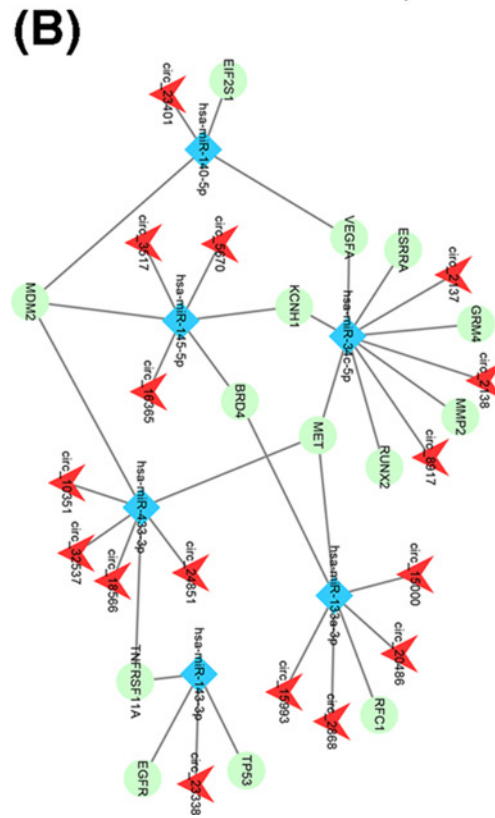 (B)
EIF2S1
circ_23401
hsa-miR-140-5p
circ_3517
circ_5670
VEGFA
ESRRA
circ_2137
MDM2
hsa-miR-145-5p
KCNH1
hsa-miR-34c-5p
GRM4
circ_2138
circ_16365
BRD4
MET
MMP2
circ_8917
RUNX2
circ_10351
hsa-miR-433-3p
circ_32537
circ_18566
circ_24851
hsa-miR-133a-3p
circ_15000
circ_20486
TNFRSF11A
hsa-miR-143-3p
circ_15993
circ_2868
RFC1
EGFR
circ_23338
TP53